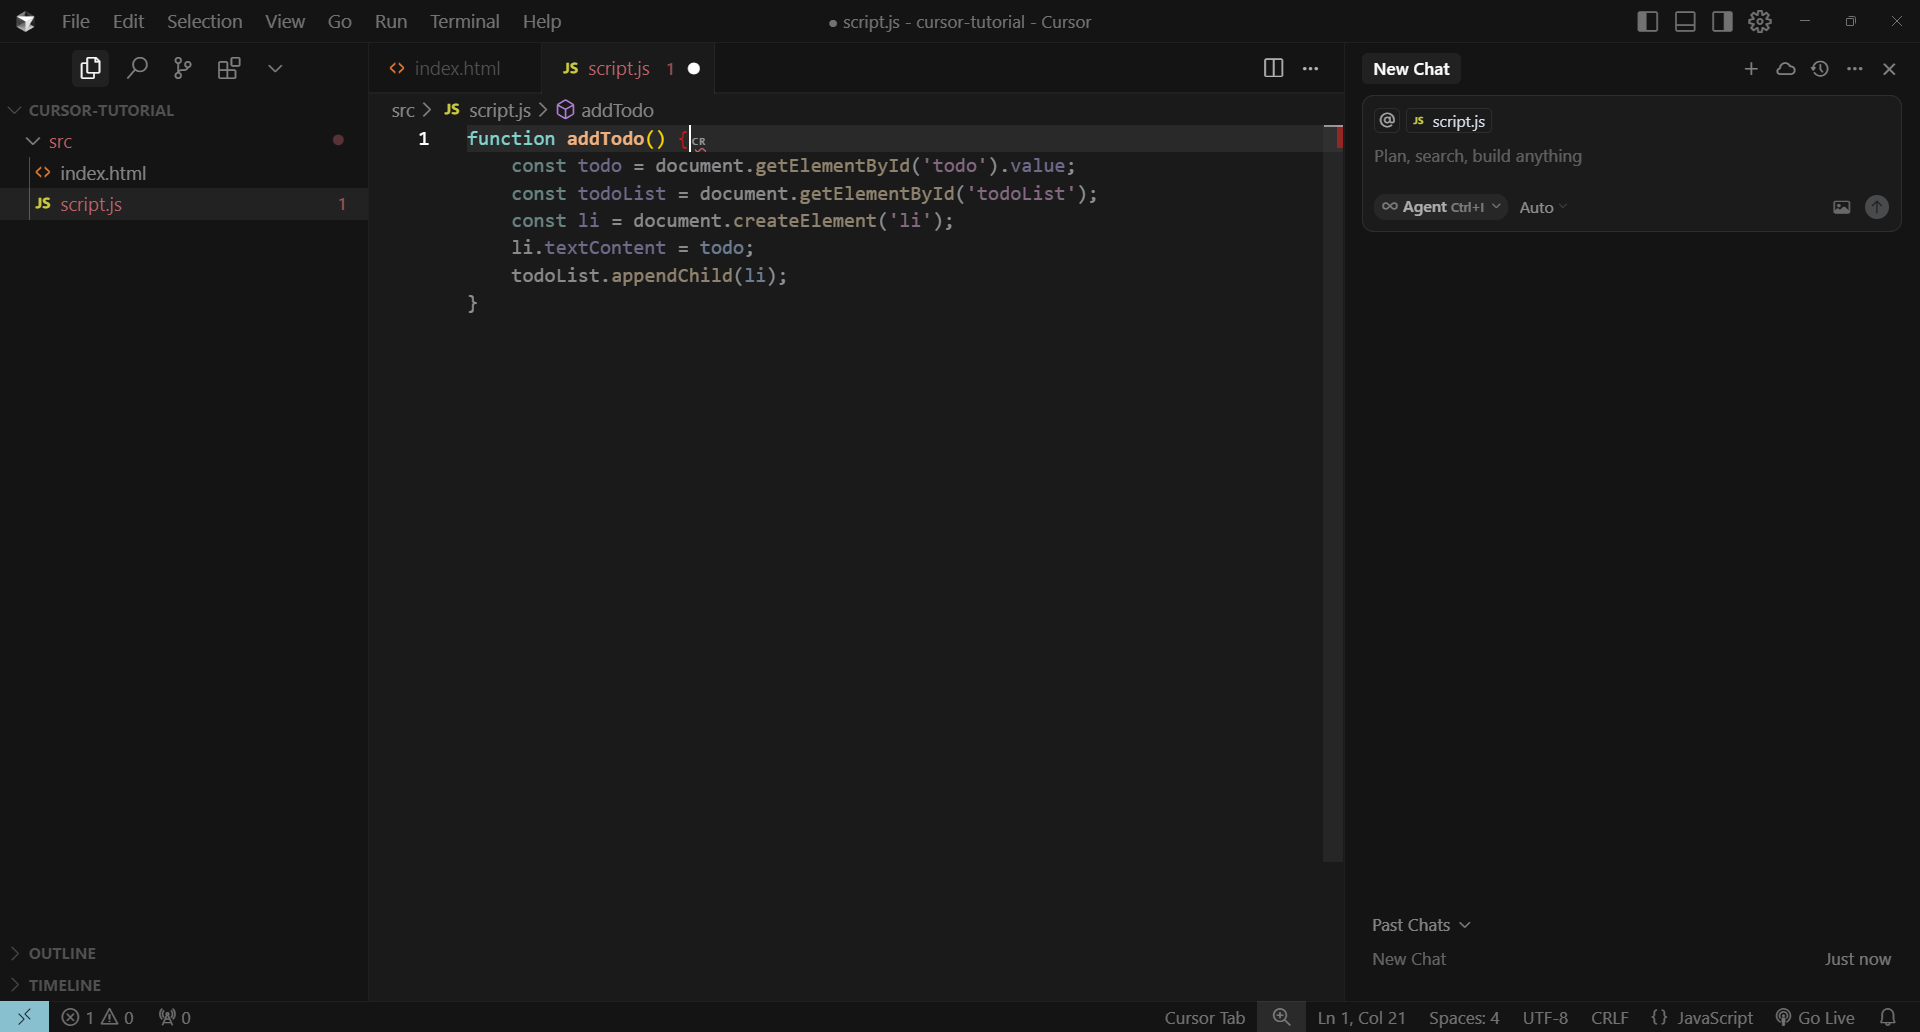 File Edit Selection View Go Run Terminal Help
● script.js - cursor-tutorial - Cursor
CURSOR-TUTORIAL
src
<> index.html
JS script.js 1
OUTLINE
TIMELINE
<> index.html
JS script.js 1 ●
src > JS script.js > addTodo
1 function addTodo() {CR
    const todo = document.getElementById('todo').value;
    const todoList = document.getElementById('todoList');
    const li = document.createElement('li');
    li.textContent = todo;
    todoList.appendChild(li);
}
New Chat
@ JS script.js
Plan, search, build anything
∞ Agent Ctrl+I Auto
Past Chats
New Chat Just now
1 0 0
Cursor Tab Ln 1, Col 21 Spaces: 4 UTF-8 CRLF {} JavaScript Go Live